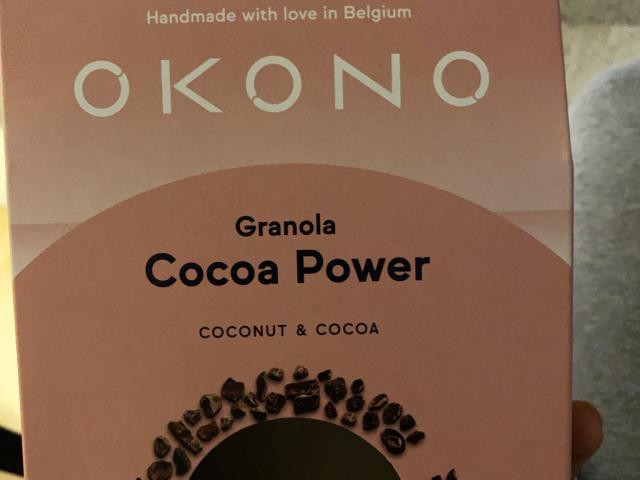 Handmade with love in Belgium
OKONO
Granola
Cocoa Power
COCONUT & COCOA